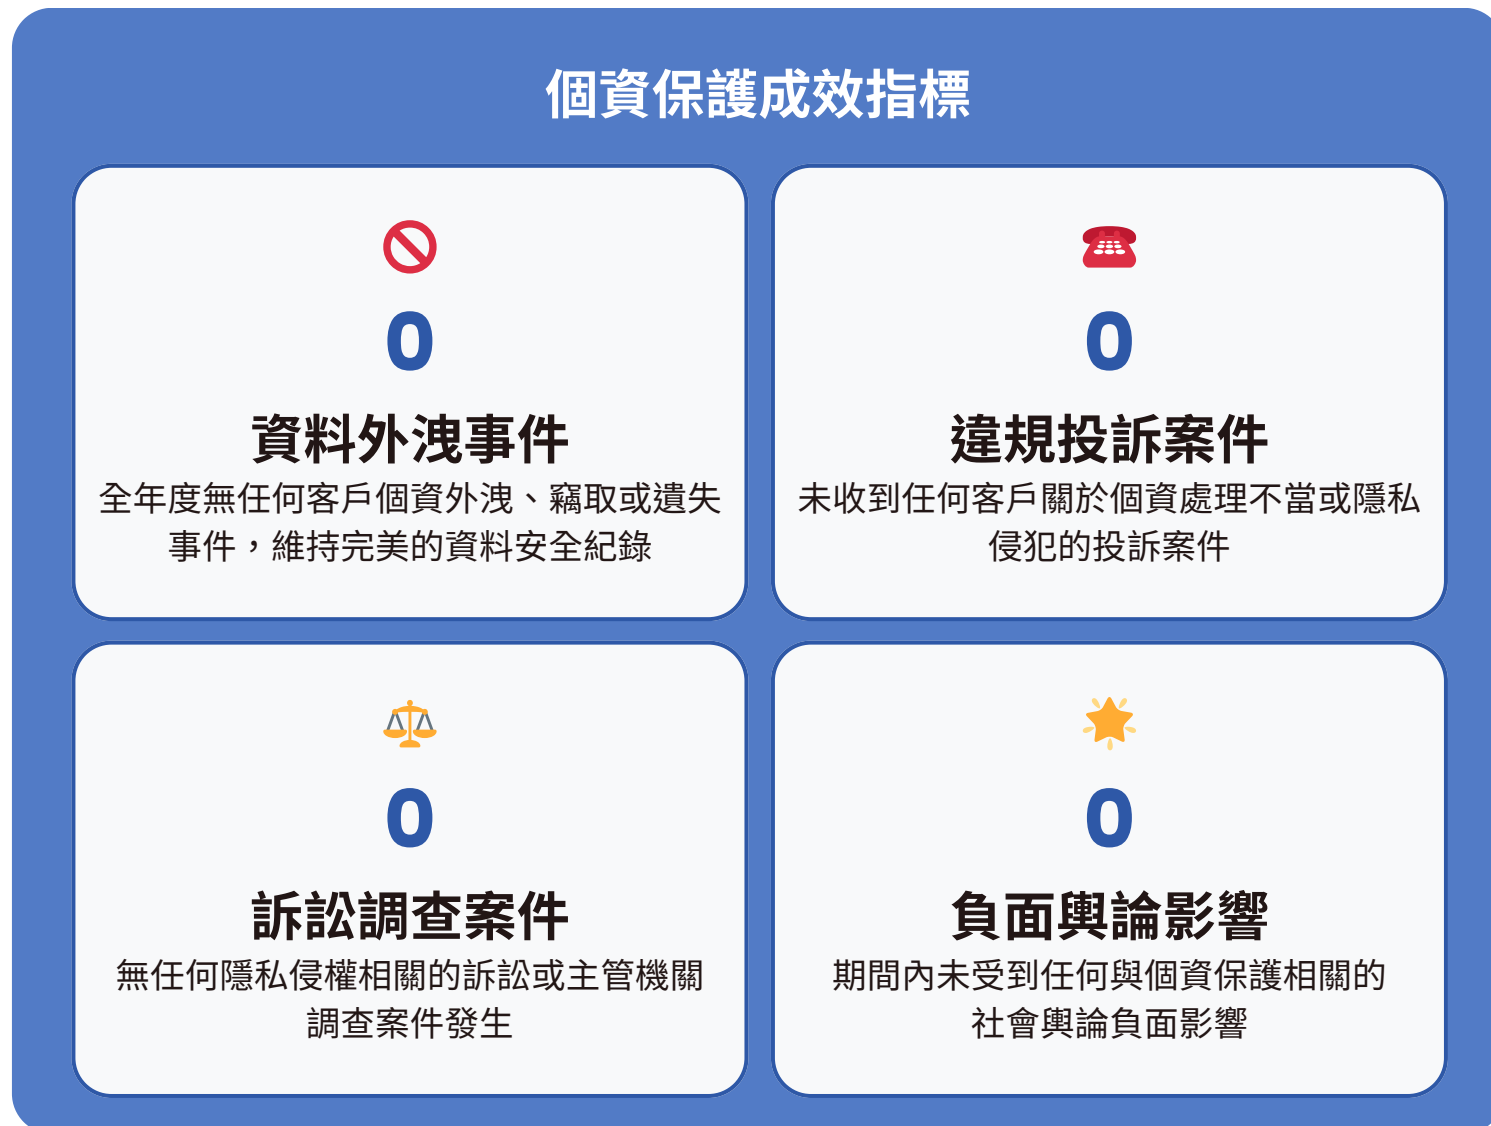 個資保護成效指標
0
資料外洩事件
全年度無任何客戶個資外洩、竊取或遺失
事件，維持完美的資料安全紀錄
0
違規投訴案件
未收到任何客戶關於個資處理不當或隱私
侵犯的投訴案件
0
訴訟調查案件
無任何隱私侵權相關的訴訟或主管機關
調查案件發生
0
負面輿論影響
期間內未受到任何與個資保護相關的
社會輿論負面影響